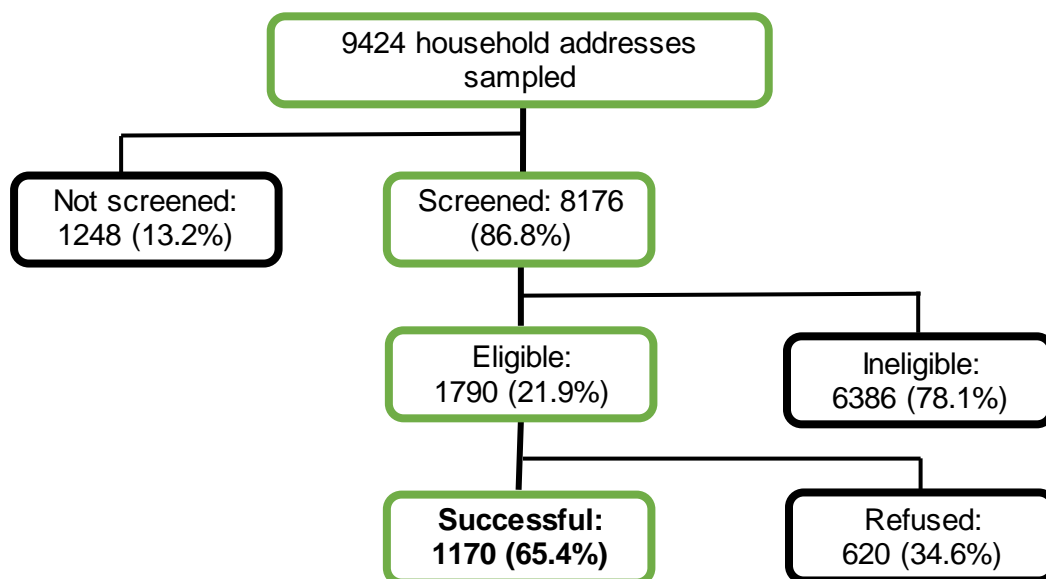 9424 household addresses
sampled
Not screened:
1248 (13.2%)
Screened: 8176
(86.8%)
Eligible:
1790 (21.9%)
Ineligible:
6386 (78.1%)
Successful:
1170 (65.4%)
Refused:
620 (34.6%)